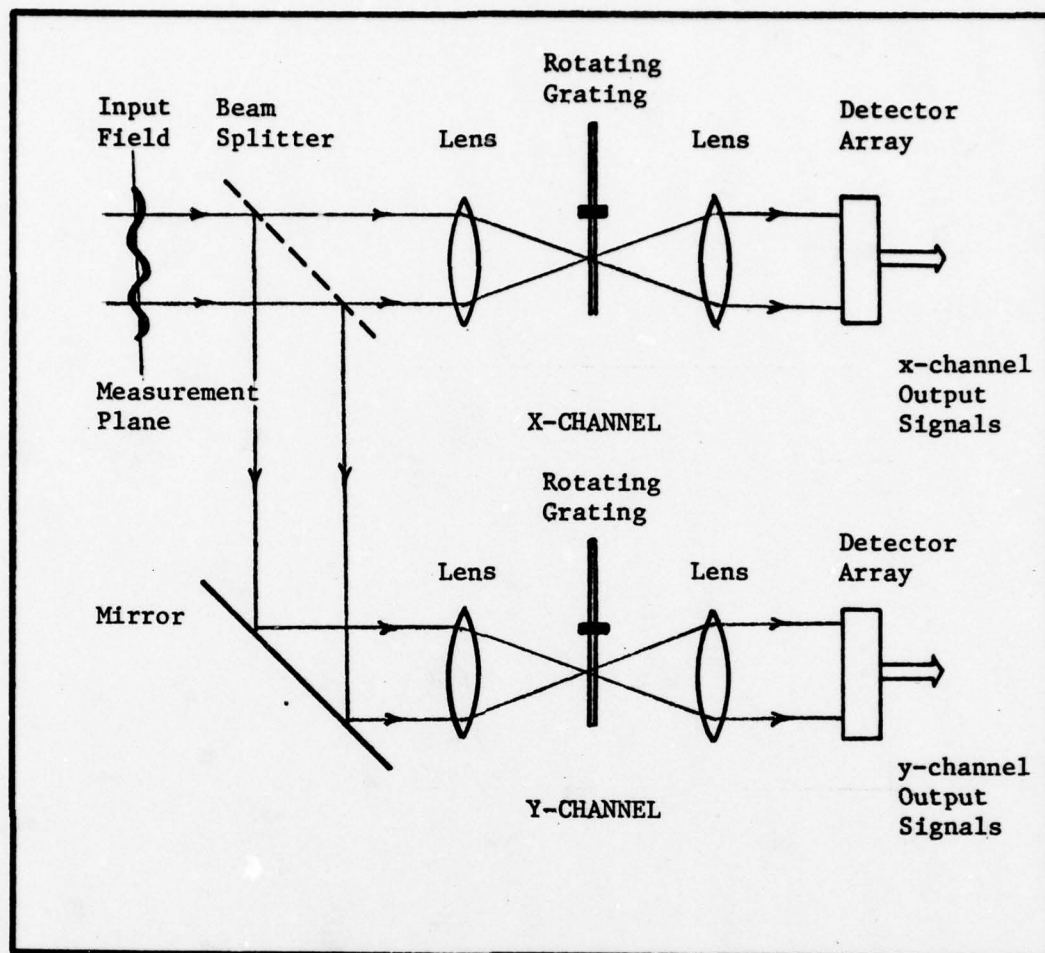 Rotating
Grating
Input
Field
Beam
Splitter
Lens
Lens
Detector
Array
Measurement
Plane
x-channel
Output
Signals
X-CHANNEL
Rotating
Grating
Detector
Array
Lens
Lens
Mirror
y-channel
Output
Signals
Y-CHANNEL